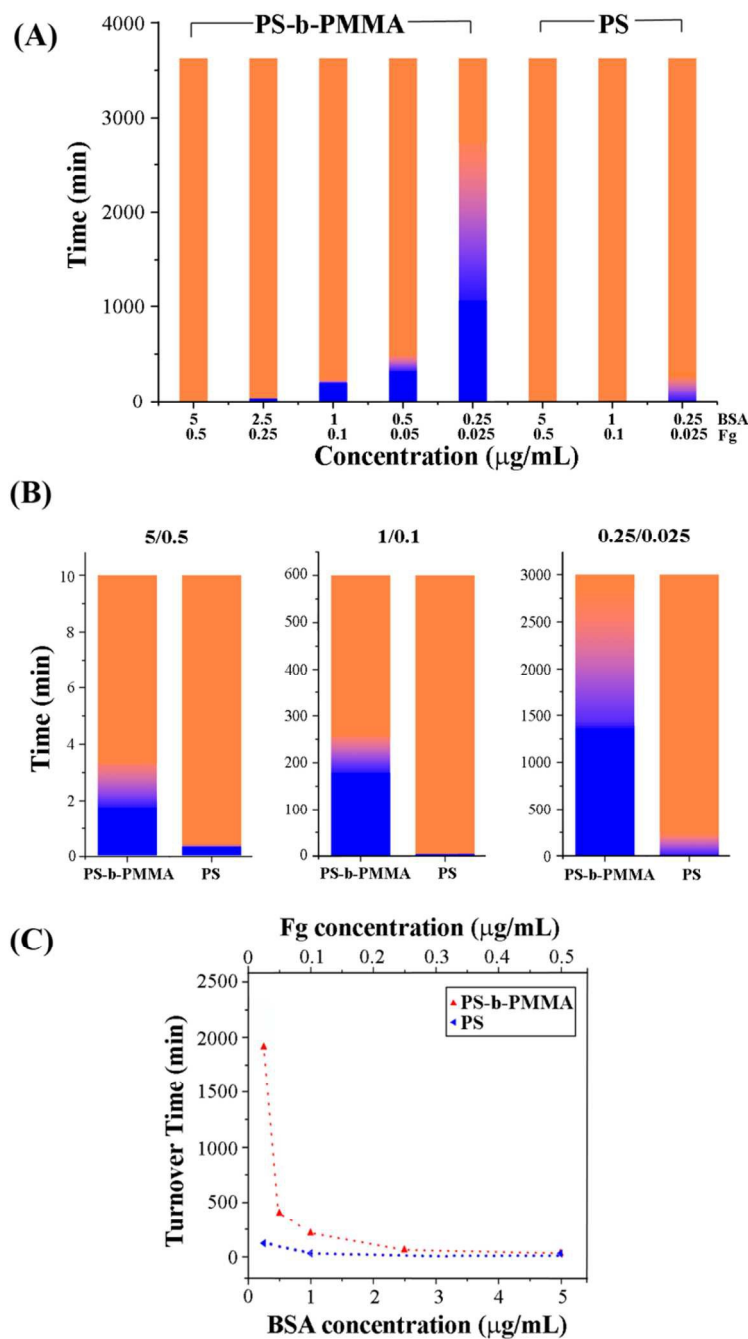 (A)
PS-b-PMMA PS
4000
3000
2000
1000
0
Time (min)
5 2.5 1 0.5 0.25 5 1 0.25 BSA
0.5 0.25 0.1 0.05 0.025 0.5 0.1 0.025 Fg
Concentration (μg/mL)
(B)
5/0.5 1/0.1 0.25/0.025
Time (min)
10
8
6
4
2
0
PS-b-PMMA PS
600
500
400
300
200
100
0
PS-b-PMMA PS
3000
2500
2000
1500
1000
500
0
PS-b-PMMA PS
(C)
Fg concentration (μg/mL)
0 0.1 0.2 0.3 0.4 0.5
PS-b-PMMA
PS
2500
2000
1500
1000
500
0
Turnover Time (min)
0 1 2 3 4 5
BSA concentration (μg/mL)